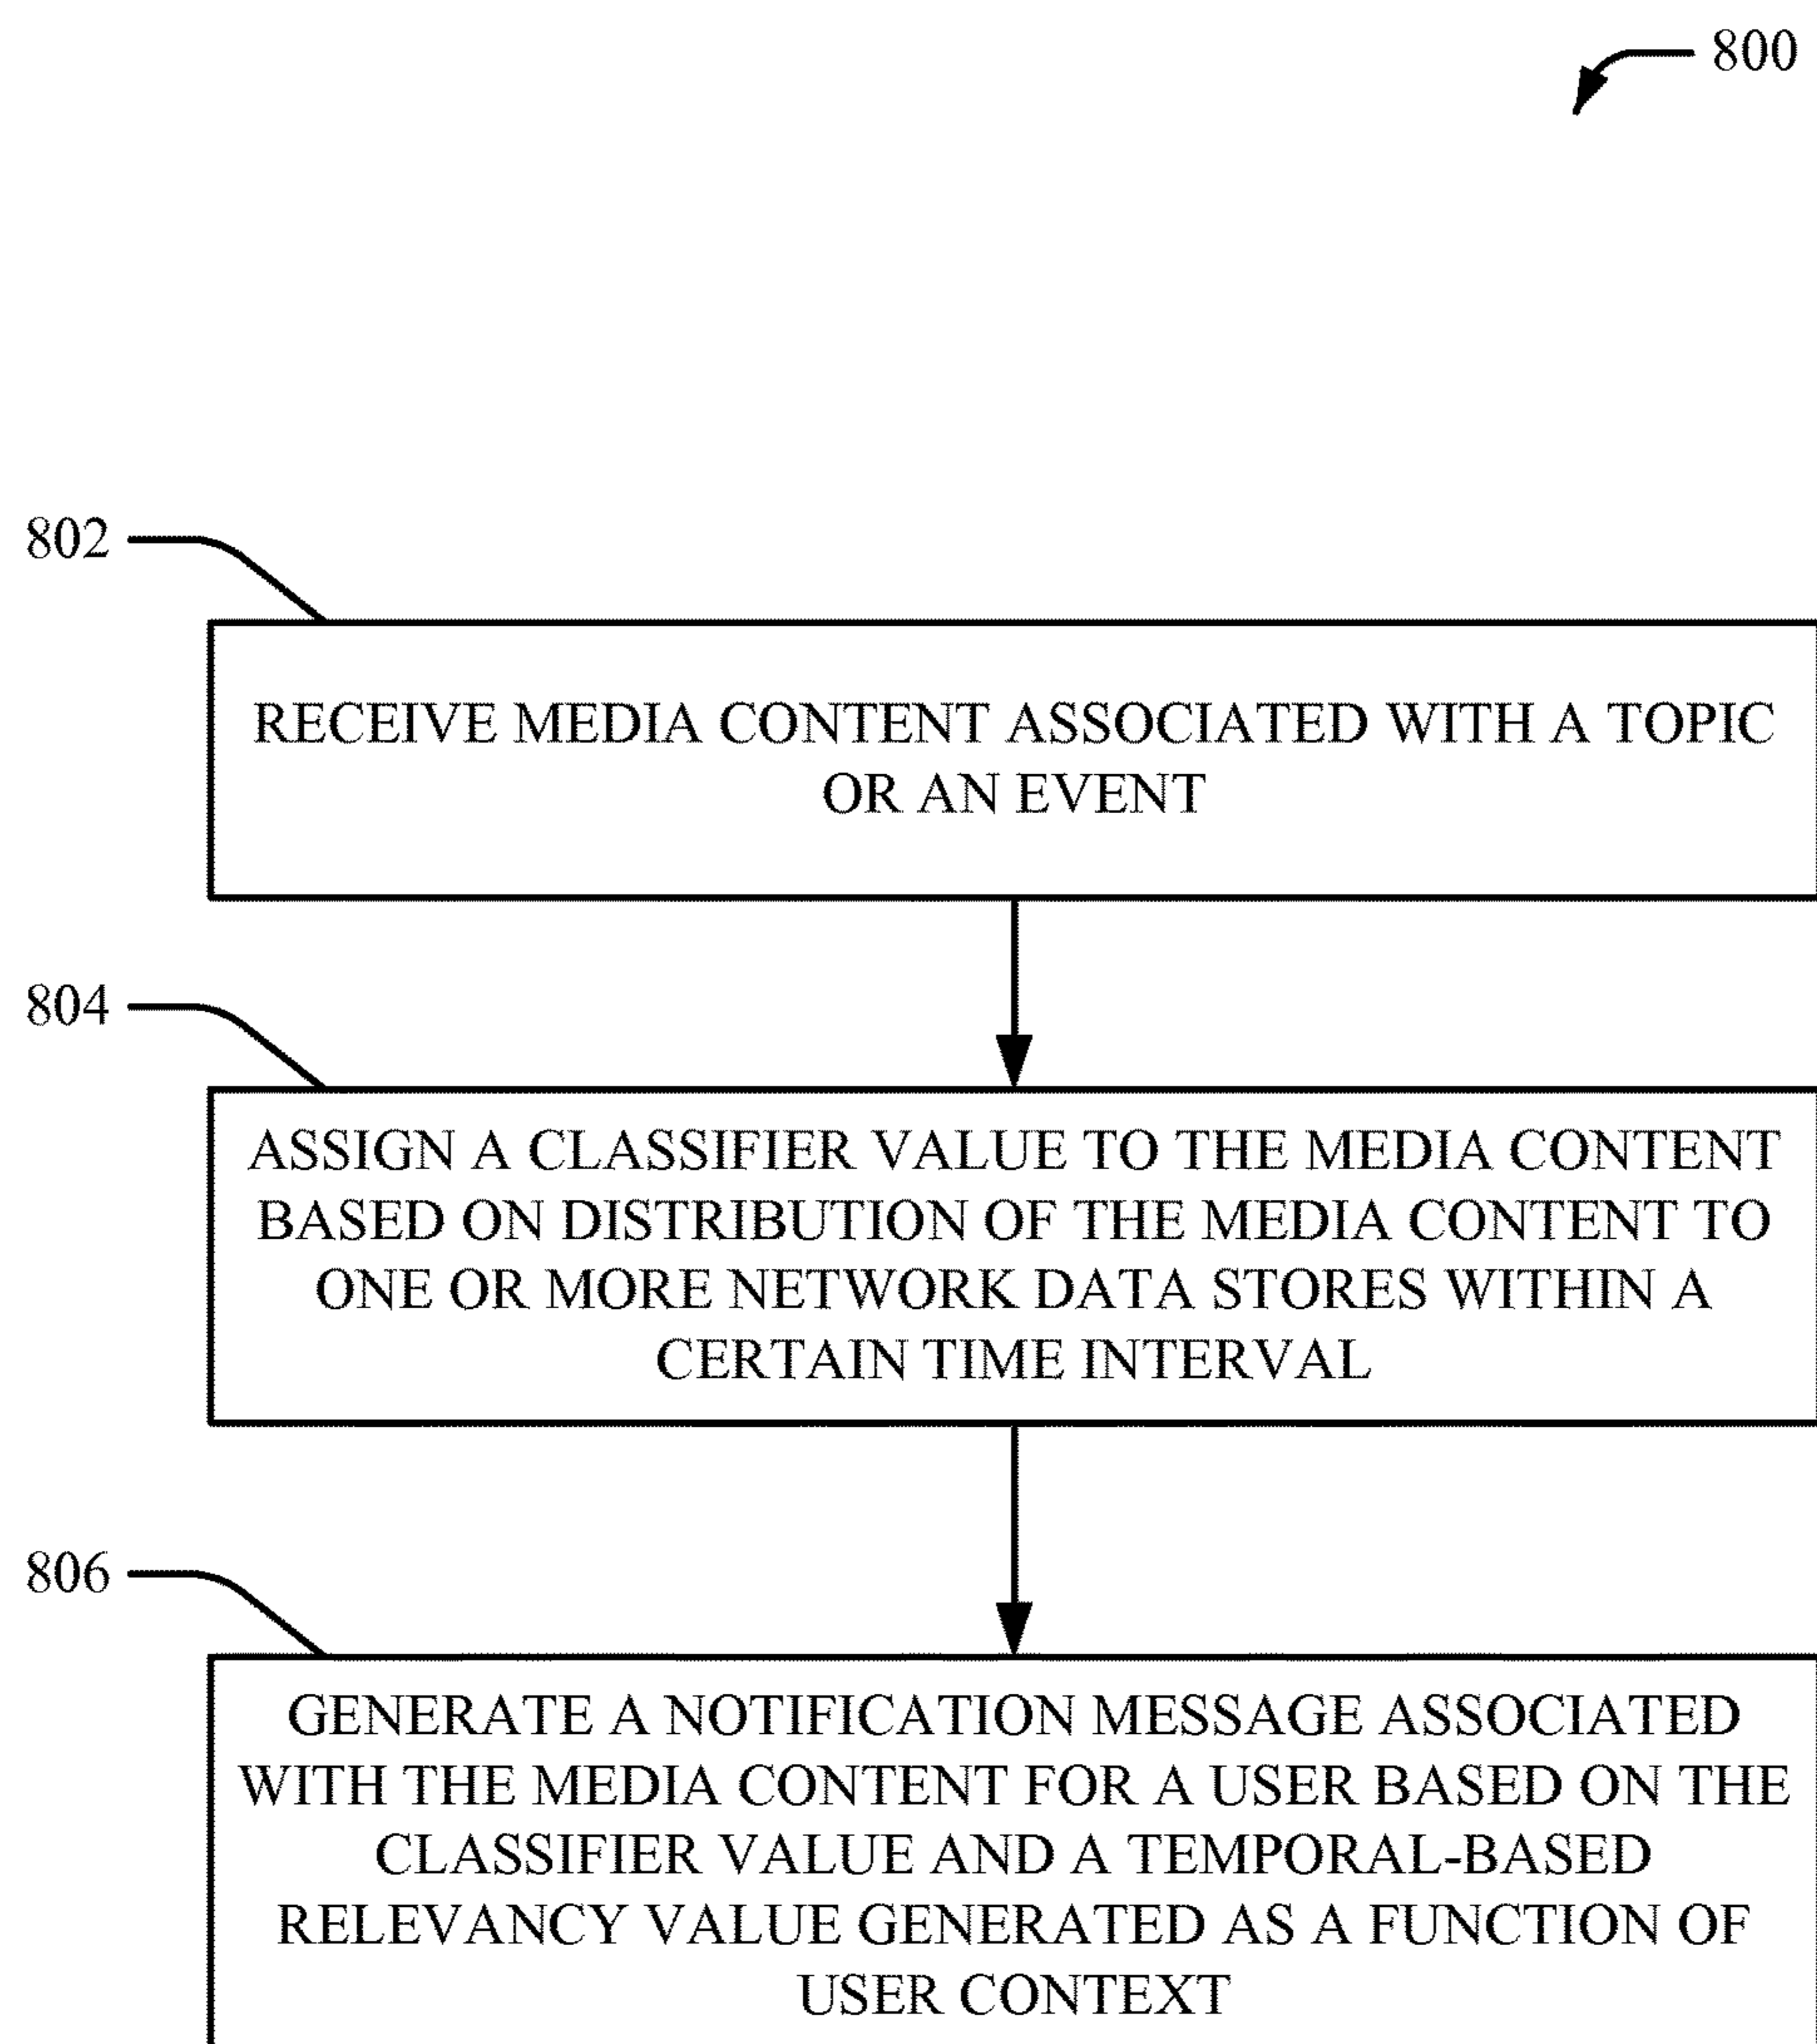 800
802
RECEIVE MEDIA CONTENT ASSOCIATED WITH A TOPIC
OR AN EVENT
804
ASSIGN A CLASSIFIER VALUE TO THE MEDIA CONTENT
BASED ON DISTRIBUTION OF THE MEDIA CONTENT TO
ONE OR MORE NETWORK DATA STORES WITHIN A
CERTAIN TIME INTERVAL
806
GENERATE A NOTIFICATION MESSAGE ASSOCIATED
WITH THE MEDIA CONTENT FOR A USER BASED ON THE
CLASSIFIER VALUE AND A TEMPORAL-BASED
RELEVANCY VALUE GENERATED AS A FUNCTION OF
USER CONTEXT